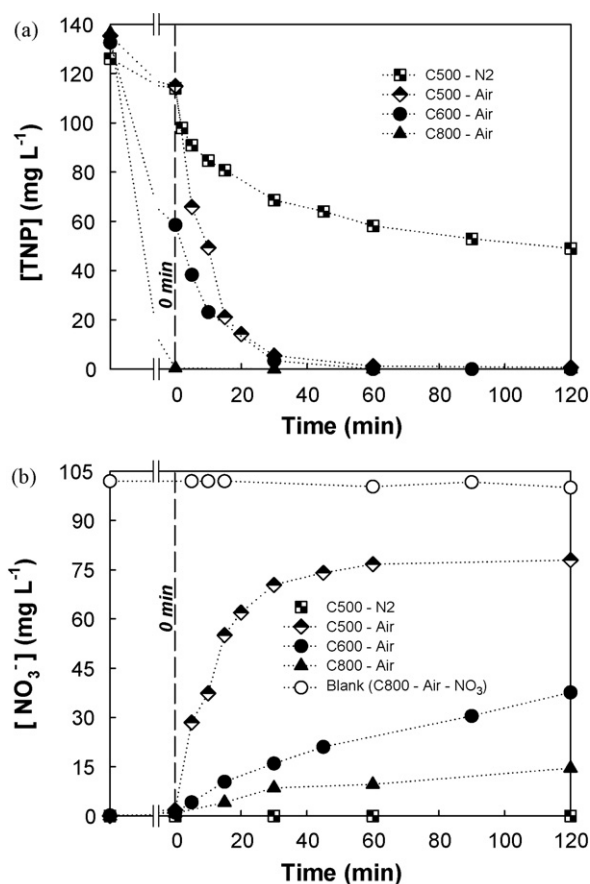 (a)
140
120
100
80
60
40
20
0
[TNP] (mg L⁻¹)
C500 - N2
C500 - Air
C600 - Air
C800 - Air
0 min
0 20 40 60 80 100 120
Time (min)
(b)
105
90
75
60
45
30
15
0
[NO₃⁻] (mg L⁻¹)
0 min
C500 - N2
C500 - Air
C600 - Air
C800 - Air
Blank (C800 - Air - NO₃)
0 20 40 60 80 100 120
Time (min)